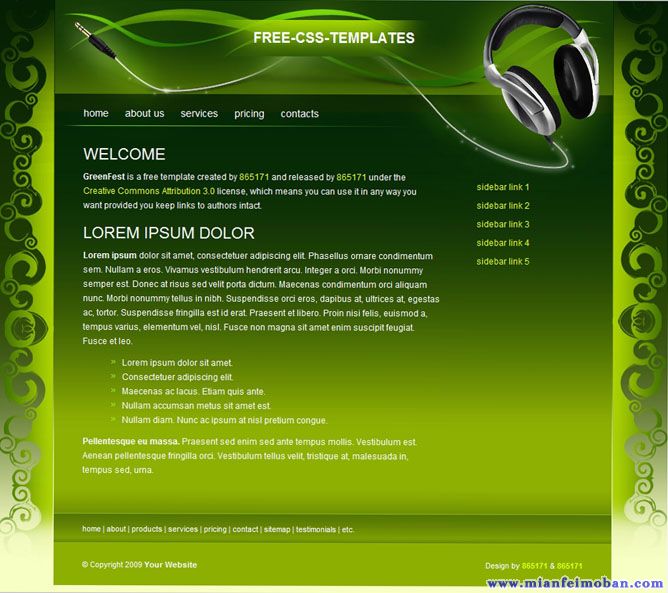 FREE-CSS-TEMPLATES
home about us services pricing contacts
WELCOME
GreenFest is a free template created by 865171 and released by 865171 under the
Creative Commons Attribution 3.0 license, which means you can use it in any way you
want provided you keep links to authors intact.
sidebar link 1
sidebar link 2
sidebar link 3
sidebar link 4
sidebar link 5
LOREM IPSUM DOLOR
Lorem ipsum dolor sit amet, consectetuer adipiscing elit. Phasellus ornare condimentum
sem. Nullam a eros. Vivamus vestibulum hendrerit arcu. Integer a orci. Morbi nonummy
semper est. Donec at risus sed velit porta dictum. Maecenas condimentum orci aliquam
nunc. Morbi nonummy tellus in nibh. Suspendisse orci eros, dapibus at, ultrices at, egestas
ac, tortor. Suspendisse fringilla est id erat. Praesent et libero. Proin nisi felis, euismod a,
tempus varius, elementum vel, nisl. Fusce non magna sit amet enim suscipit feugiat.
Fusce et leo.
» Lorem ipsum dolor sit amet.
» Consectetuer adipiscing elit.
» Maecenas ac lacus. Etiam quis ante.
» Nullam accumsan metus sit amet est.
» Nullam diam. Nunc ac ipsum at nisl pretium congue.
Pellentesque eu massa. Praesent sed enim sed ante tempus mollis. Vestibulum est.
Aenean pellentesque fringilla orci. Vestibulum tellus velit, tristique at, malesuada in,
tempus sed, urna.
home | about | products | services | pricing | contact | sitemap | testimonials | etc.
© Copyright 2009 Your Website
Design by 865171 & 865171
www.mianfeimoban.com